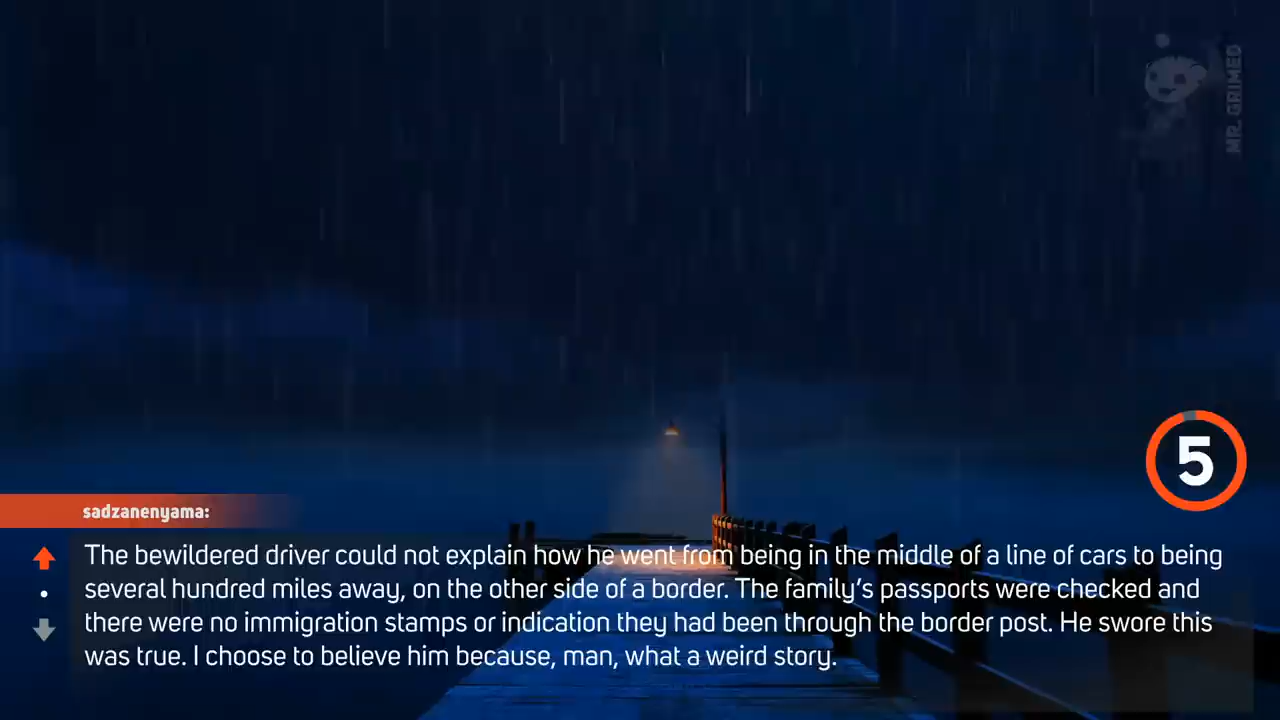 MR. GRIMED
5
sadzanenyama:
The bewildered driver could not explain how he went from being in the middle of a line of cars to being
several hundred miles away, on the other side of a border. The family's passports were checked and
there were no immigration stamps or indication they had been through the border post. He swore this
was true. I choose to believe him because, man, what a weird story.